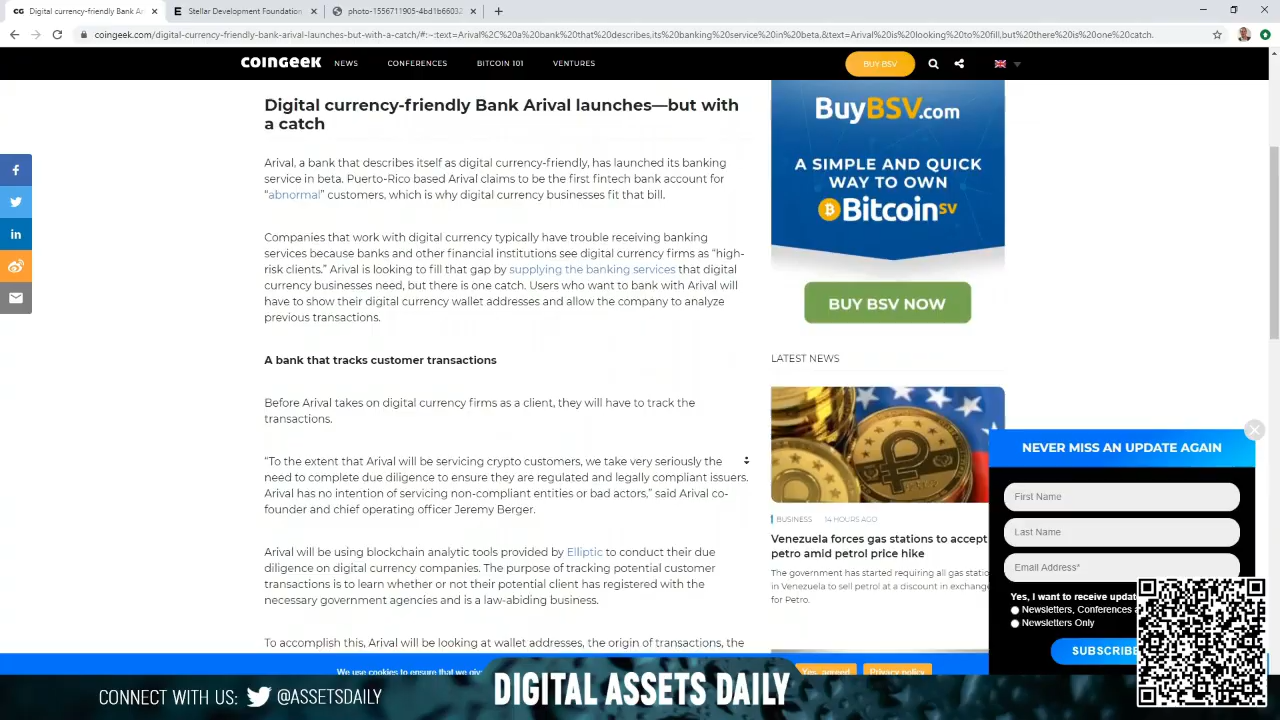 Digital currency-friendly Bank Ar
Stellar Development Foundation
photo-1556711905-4bd1b6603
coingeek.com/digital-currency-friendly-bank-arival-launches-but-with-a-catch/#:~:text=Arival%2C%20a%20bank%20that%20describes,its%20banking%20service%20in%20beta.&text=Arival%20is%20looking%20to%20fill,but%20there%20is%20one%20catch.
COINGEEK NEWS CONFERENCES BITCOIN 101 VENTURES BUY BSV
Digital currency-friendly Bank Arival launches—but with
a catch
Arival, a bank that describes itself as digital currency-friendly, has launched its banking
service in beta. Puerto-Rico based Arival claims to be the first fintech bank account for
“abnormal” customers, which is why digital currency businesses fit that bill.
Companies that work with digital currency typically have trouble receiving banking
services because banks and other financial institutions see digital currency firms as “high-
risk clients.” Arival is looking to fill that gap by supplying the banking services that digital
currency businesses need, but there is one catch. Users who want to bank with Arival will
have to show their digital currency wallet addresses and allow the company to analyze
previous transactions.
A bank that tracks customer transactions
Before Arival takes on digital currency firms as a client, they will have to track the
transactions.
“To the extent that Arival will be servicing crypto customers, we take very seriously the
need to complete due diligence to ensure they are regulated and legally compliant issuers.
Arival has no intention of servicing non-compliant entities or bad actors,” said Arival co-
founder and chief operating officer Jeremy Berger.
Arival will be using blockchain analytic tools provided by Elliptic to conduct their due
diligence on digital currency companies. The purpose of tracking potential customer
transactions is to learn whether or not their potential client has registered with the
necessary government agencies and is a law-abiding business.
To accomplish this, Arival will be looking at wallet addresses, the origin of transactions, the
BuyBSV.com
A SIMPLE AND QUICK
WAY TO OWN
BitcoinSV
BUY BSV NOW
LATEST NEWS
BUSINESS 14 HOURS AGO
Venezuela forces gas stations to accept
petro amid petrol price hike
The government has started requiring all gas static
in Venezuela to sell petrol at a discount in exchange
for Petro.
NEVER MISS AN UPDATE AGAIN
First Name
Last Name
Email Address*
Yes, I want to receive update
Newsletters, Conferences a
Newsletters Only
SUBSCRIBE
We use cookies to ensure that we give
Yes, agreed
Privacy policy
CONNECT WITH US: @ASSETSDAILY
DIGITAL ASSETS DAILY